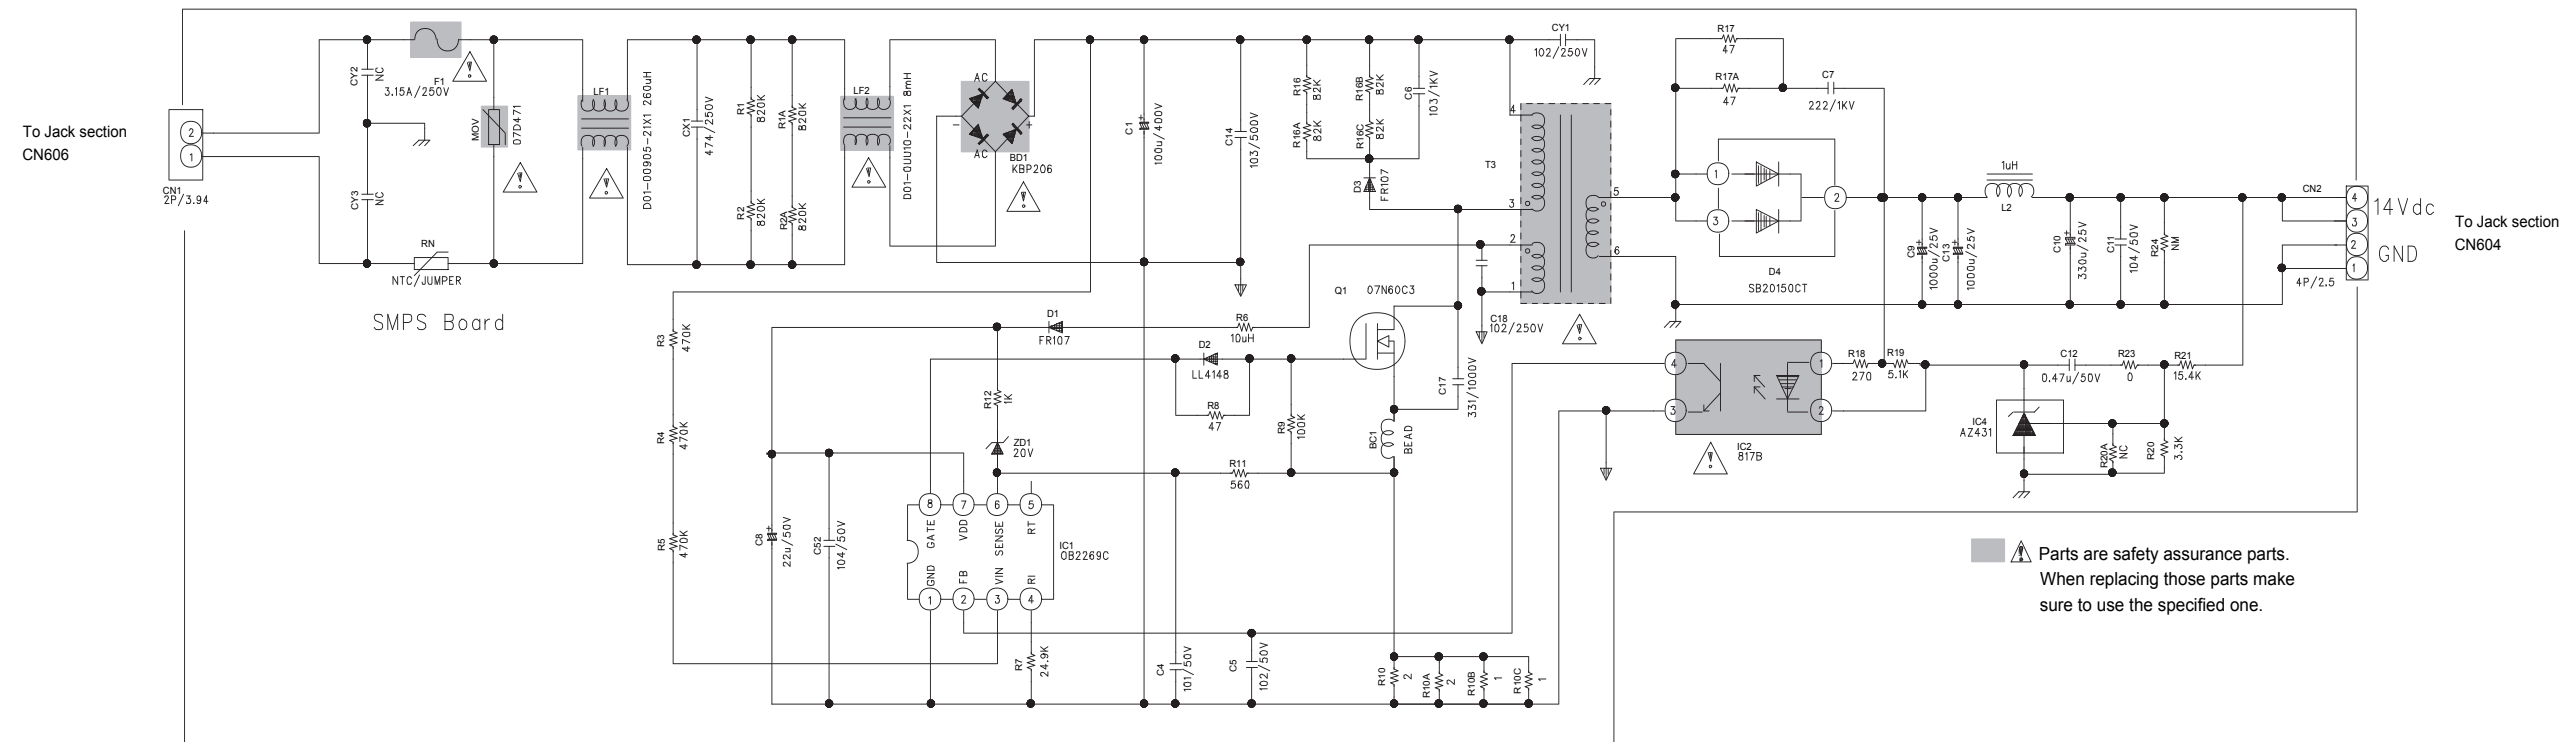 To Jack section
CN606
2
1
CN1
2P/3.94
CY2
NC
CY3
NC
F1
3.15A/250V
MOV
07D471
RN
NTC/JUMPER
SMPS Board
LF1
D01-D0905-21X1 260uH
CX1
474/250V
R1
820K
R1A
820K
R2
820K
R2A
820K
LF2
D01-0UU10-22X1 8mH
AC
-
+
AC
BD1
KBP206
C1
+
100u/400V
C14
103/500V
R16
82K
R16B
82K
R16A
82K
R16C
82K
C6
103/1KV
D3
FR107
CY1
102/250V
T3
4
3
2
1
5
6
R17
47
R17A
47
C7
222/1KV
1
3
2
D4
SB20150CT
C9
+
1000u/25V
C13
+
1000u/25V
1uH
L2
C10
+
330u/25V
C11
104/50V
R24
NM
CN2
4
3
2
1
4P/2.5
14Vdc
GND
To Jack section
CN604
R3
470K
R4
470K
R5
470K
D1
FR107
R6
10uH
D2
LL4148
R8
47
R9
100K
Q1
07N60C3
C17
331/1000V
C18
102/250V
BC1
BEAD
R12
1K
ZD1
20V
R11
560
C8
+
22u/50V
C52
104/50V
8
7
6
5
GATE
VDD
SENSE
RT
GND
FB
VIN
RI
1
2
3
4
IC1
OB2269C
R7
24.9K
C4
101/50V
C5
102/50V
R10
2
R10A
2
R10B
1
R10C
1
4
3
1
2
IC2
817B
R18
270
R19
5.1K
C12
0.47u/50V
R23
0
R21
15.4K
IC4
AZ431
R20A
NC
R20
3.3K
! Parts are safety assurance parts.
When replacing those parts make
sure to use the specified one.